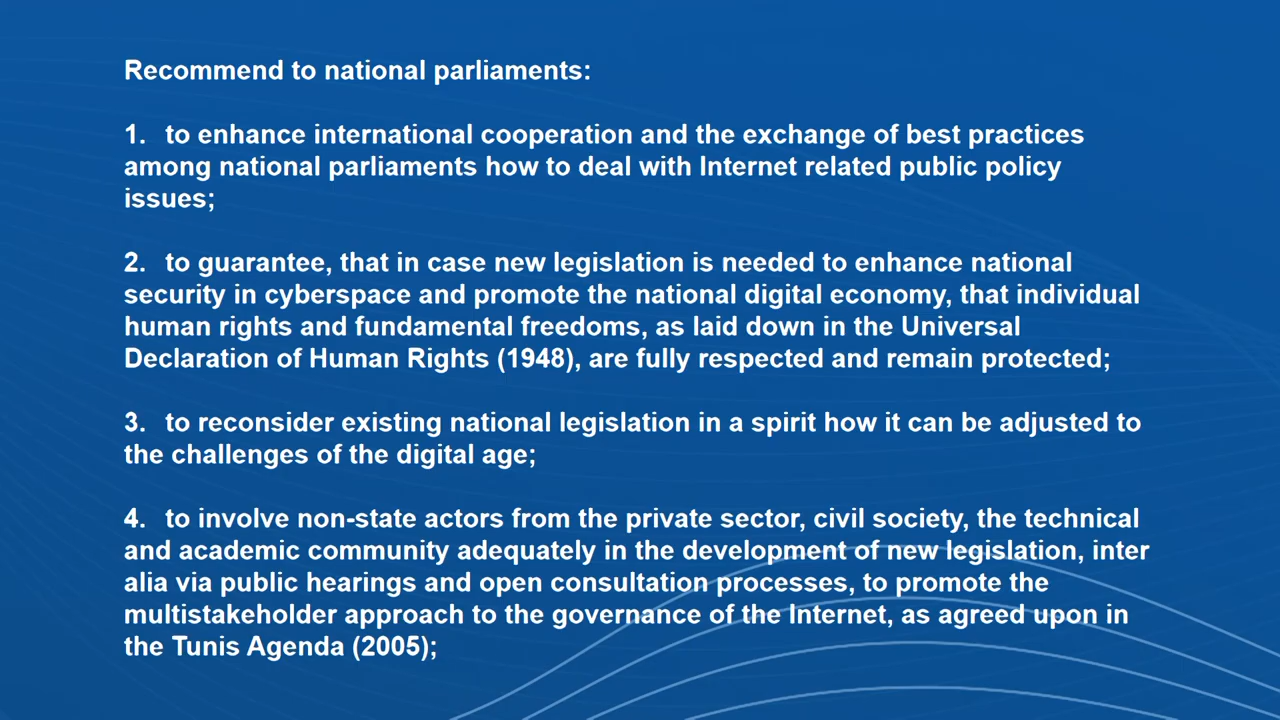 Recommend to national parliaments:
1. to enhance international cooperation and the exchange of best practices
among national parliaments how to deal with Internet related public policy
issues;
2. to guarantee, that in case new legislation is needed to enhance national
security in cyberspace and promote the national digital economy, that individual
human rights and fundamental freedoms, as laid down in the Universal
Declaration of Human Rights (1948), are fully respected and remain protected;
3. to reconsider existing national legislation in a spirit how it can be adjusted to
the challenges of the digital age;
4. to involve non-state actors from the private sector, civil society, the technical
and academic community adequately in the development of new legislation, inter
alia via public hearings and open consultation processes, to promote the
multistakeholder approach to the governance of the Internet, as agreed upon in
the Tunis Agenda (2005);